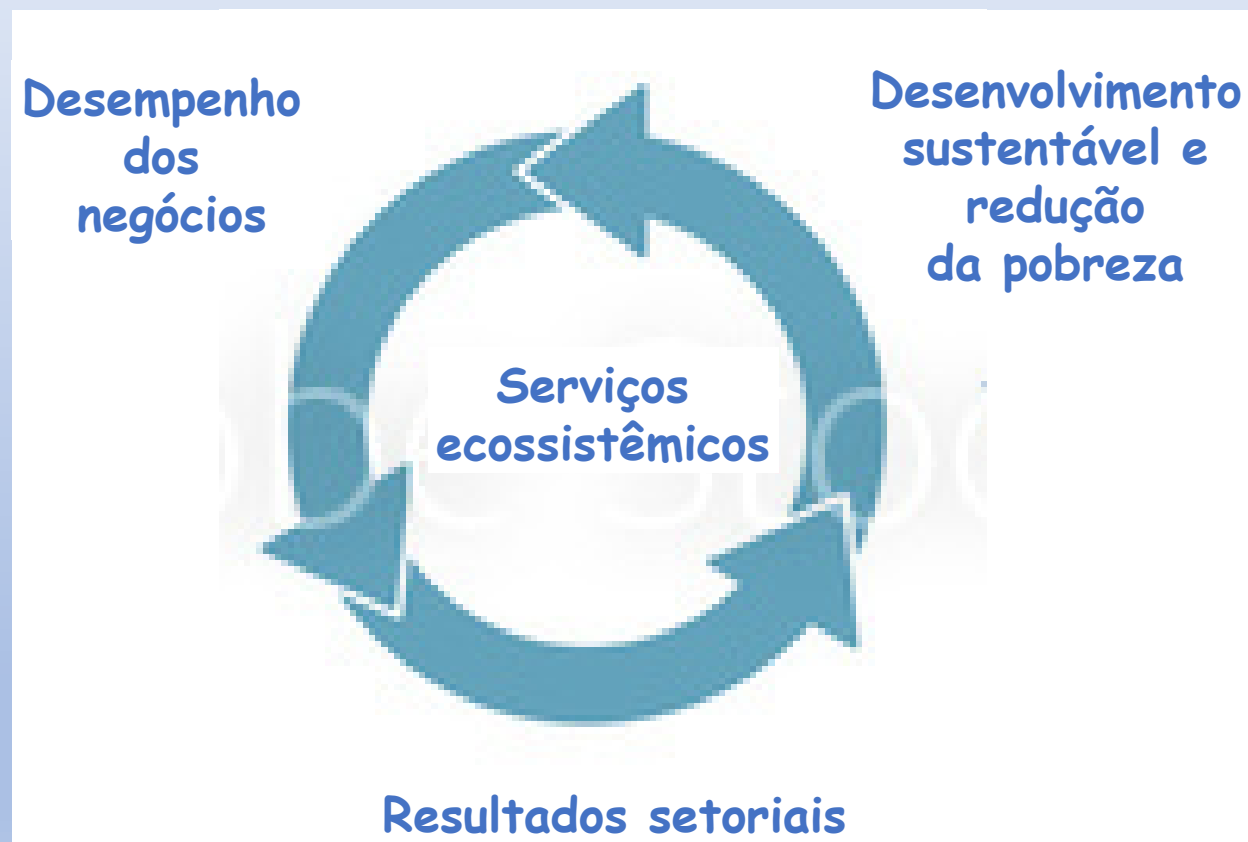 Desempenho
dos
negócios
Desenvolvimento
sustentável e
redução
da pobreza
Serviços
ecossistêmicos
Resultados setoriais